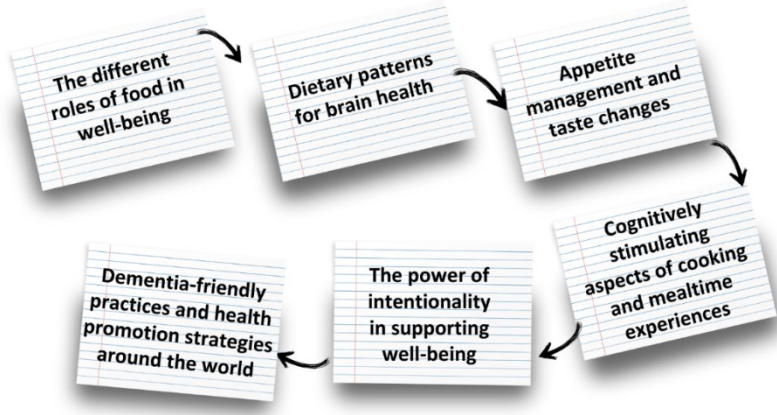 The different
roles of food in
well-being
Dietary patterns
for brain health
Appetite
management and
taste changes
Cognitively
stimulating
aspects of cooking
and mealtime
experiences
The power of
intentionality
in supporting
well-being
Dementia-friendly
practices and health
promotion strategies
around the world